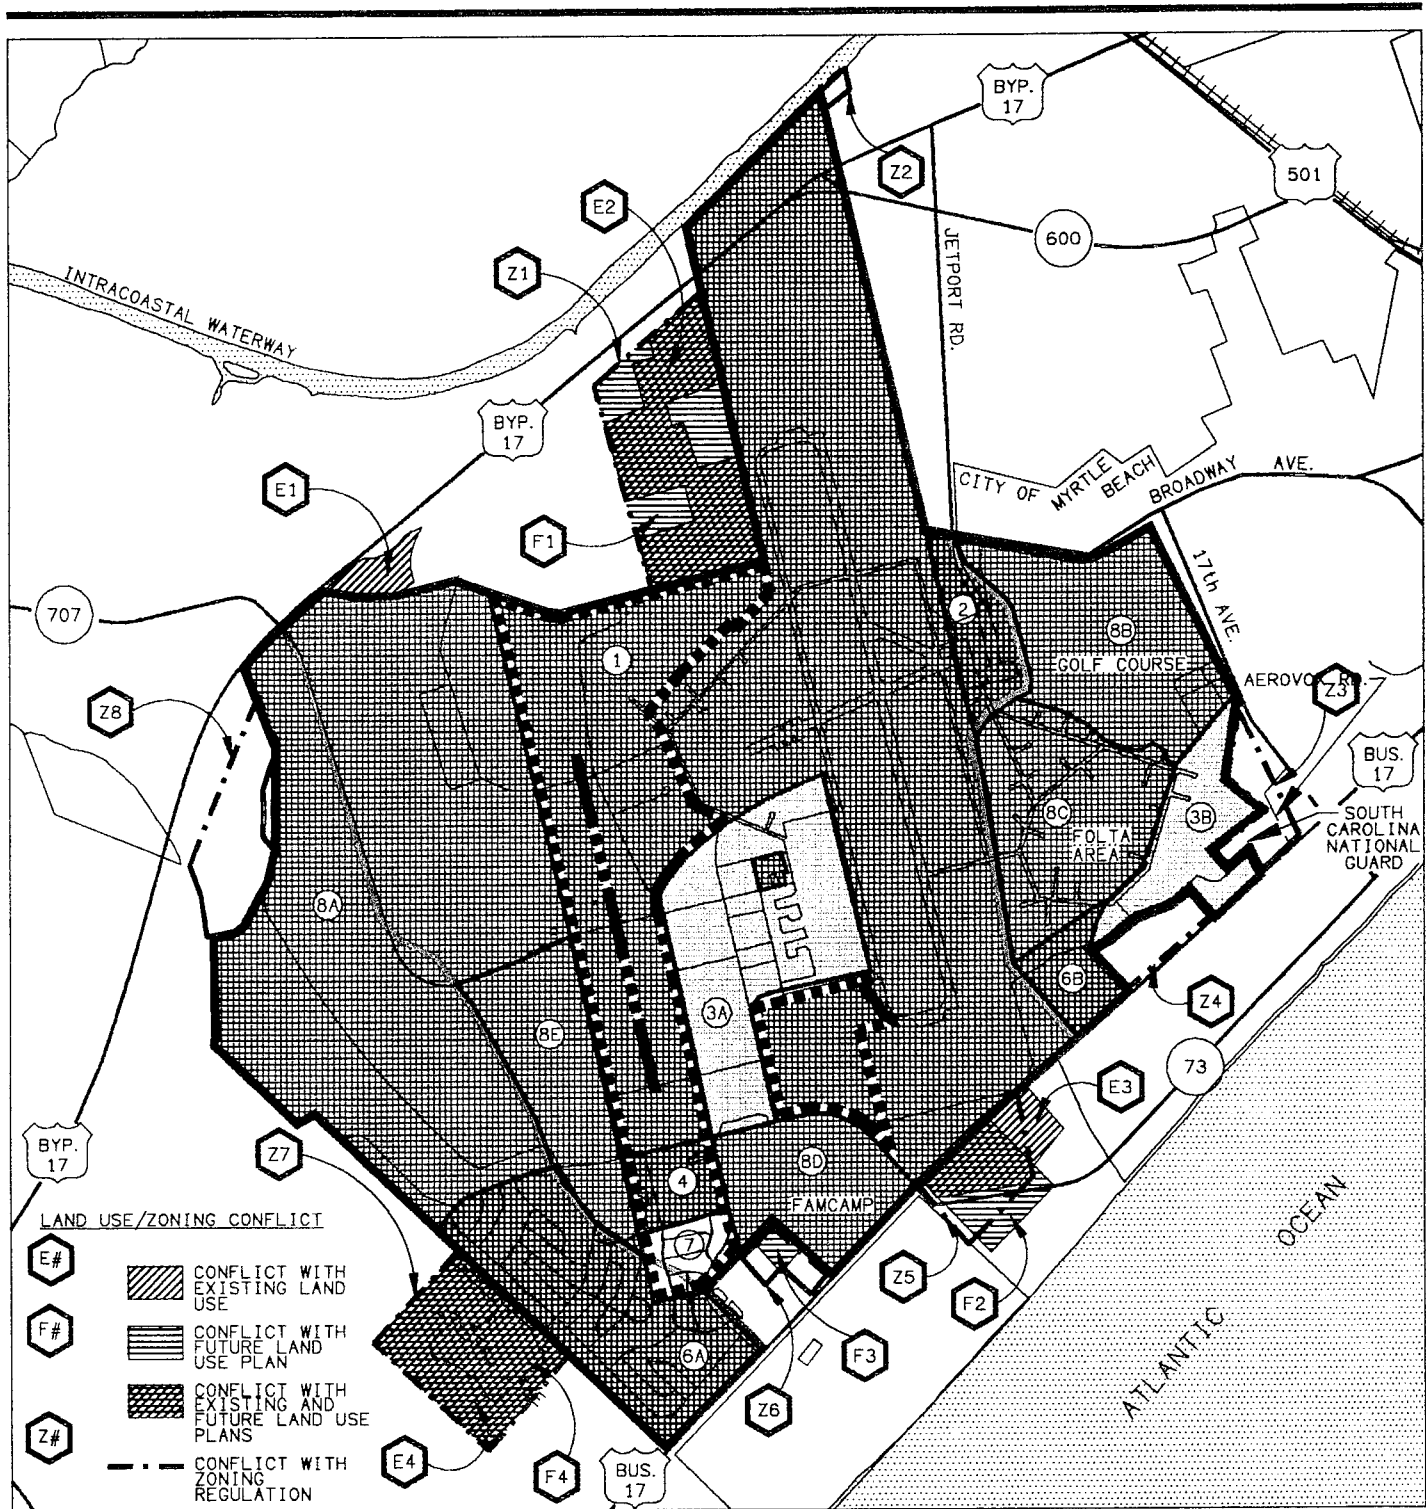 BYP.
17
Z2
501
E2
600
Z1
JETPORT RD.
INTRACOASTAL WATERWAY
BYP.
17
CITY OF MYRTLE
BEACH
BROADWAY AVE.
E1
F1
17th AVE.
707
2
8B
1
GOLF COURSE
AEROVOX RD.
Z3
Z8
BUS.
17
8C
3B
SOUTH
CAROLINA
NATIONAL
GUARD
FOLTA
AREA
8A
6B
3A
Z4
8E
73
E3
BYP.
17
Z7
8D
4
FAMCAMP
OCEAN
LAND USE/ZONING CONFLICT
7
E#
CONFLICT WITH
EXISTING LAND
USE
Z5
F2
F#
CONFLICT WITH
FUTURE LAND
USE PLAN
6A
F3
ATLANTIC
CONFLICT WITH
EXISTING AND
FUTURE LAND USE
PLANS
Z6
Z#
E4
F4
BUS.
17
CONFLICT WITH
ZONING
REGULATION